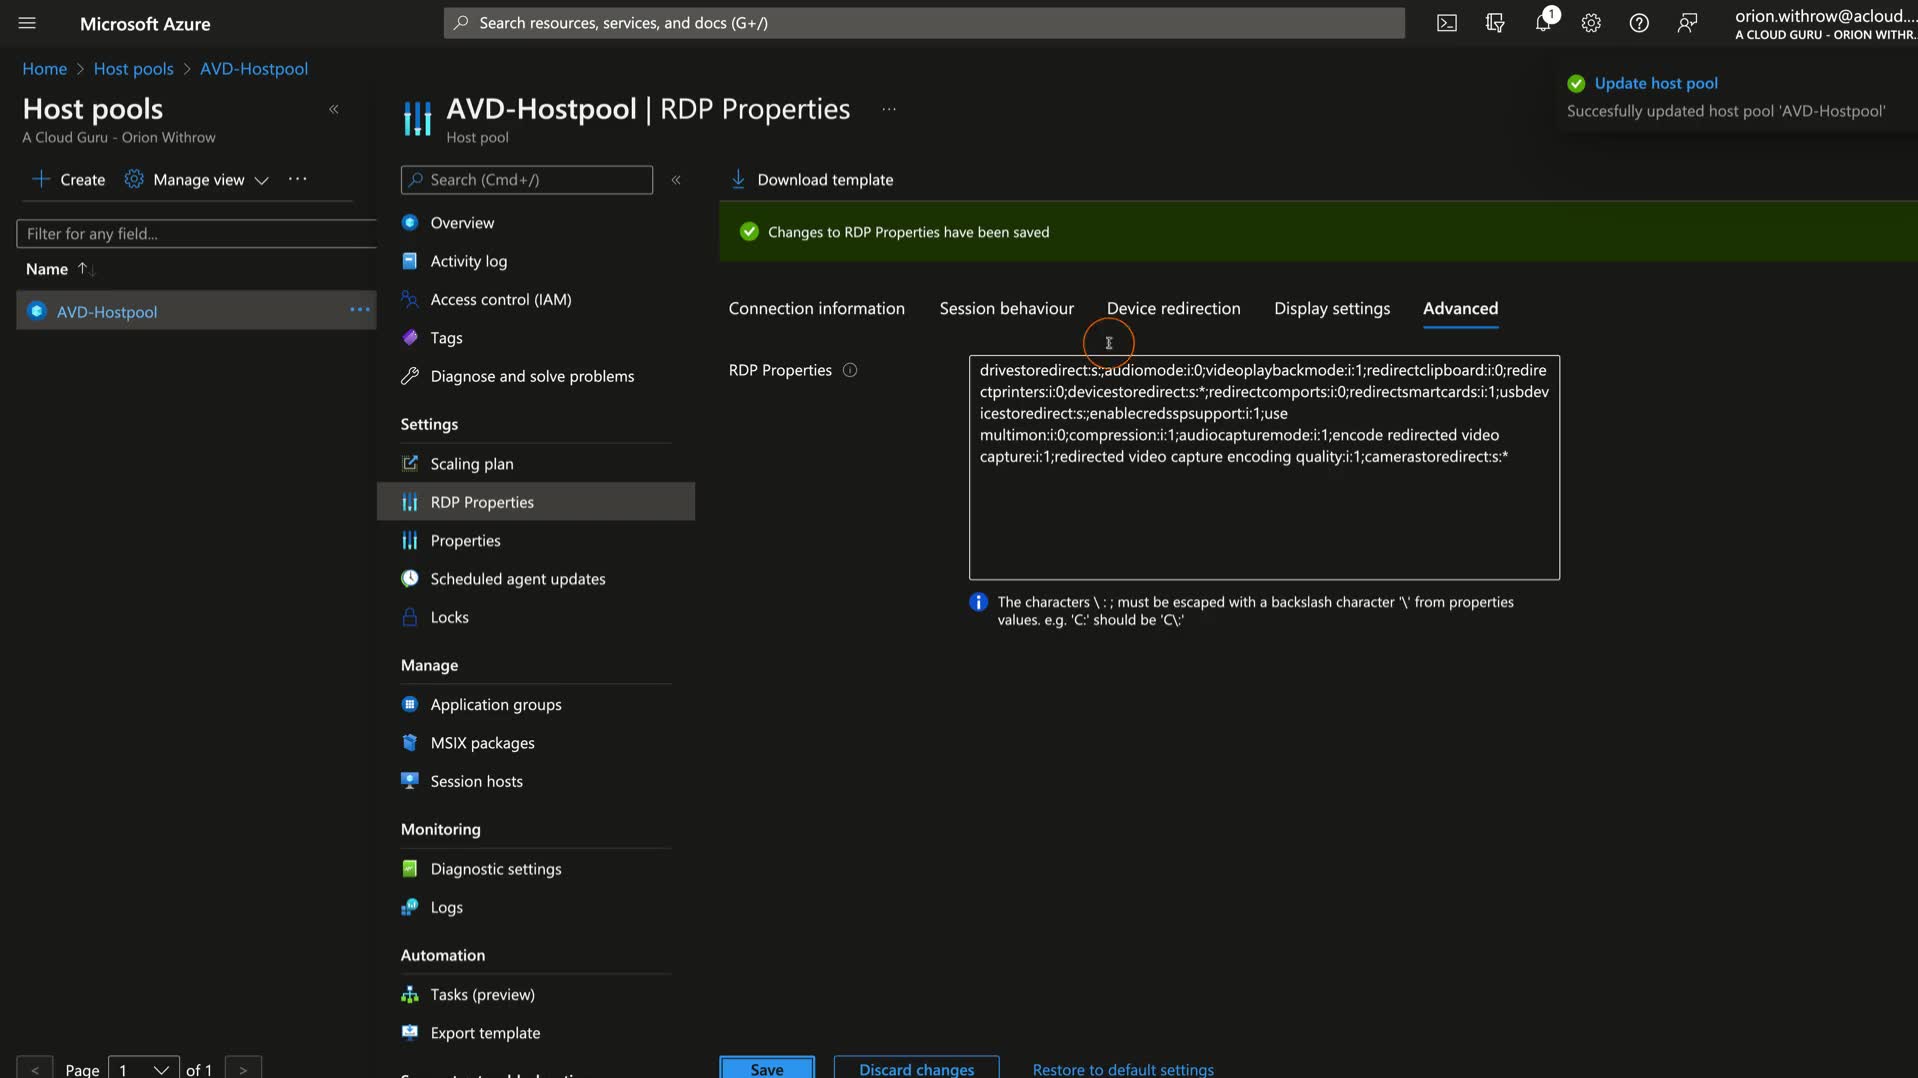 Microsoft Azure
Search resources, services, and docs (G+/)
1
orion.withrow@acloud....
A CLOUD GURU - ORION WITHR...
Home > Host pools > AVD-Hostpool
Host pools
«
A Cloud Guru - Orion Withrow
+ Create
Manage view
...
Filter for any field...
Name ↑↓
AVD-Hostpool
...
< Page 1 of 1 >
AVD-Hostpool | RDP Properties
...
Host pool
Search (Cmd+/)
«
Overview
Activity log
Access control (IAM)
Tags
Diagnose and solve problems
Settings
Scaling plan
RDP Properties
Properties
Scheduled agent updates
Locks
Manage
Application groups
MSIX packages
Session hosts
Monitoring
Diagnostic settings
Logs
Automation
Tasks (preview)
Export template
Update host pool
Succesfully updated host pool 'AVD-Hostpool'
Download template
Changes to RDP Properties have been saved
Connection information
Session behaviour
Device redirection
Display settings
Advanced
RDP Properties
drivestoredirect:s:;audiomode:i:0;videoplaybackmode:i:1;redirectclipboard:i:0;redire
ctprinters:i:0;devicestoredirect:s:*;redirectcomports:i:0;redirectsmartcards:i:1;usbdev
icestoredirect:s:;enablecredsspsupport:i:1;use
multimon:i:0;compression:i:1;audiocapturemode:i:1;encode redirected video
capture:i:1;redirected video capture encoding quality:i:1;camerastoredirect:s:*
The characters \ : ; must be escaped with a backslash character '\' from properties
values. e.g. 'C:' should be 'C\:'
Save
Discard changes
Restore to default settings